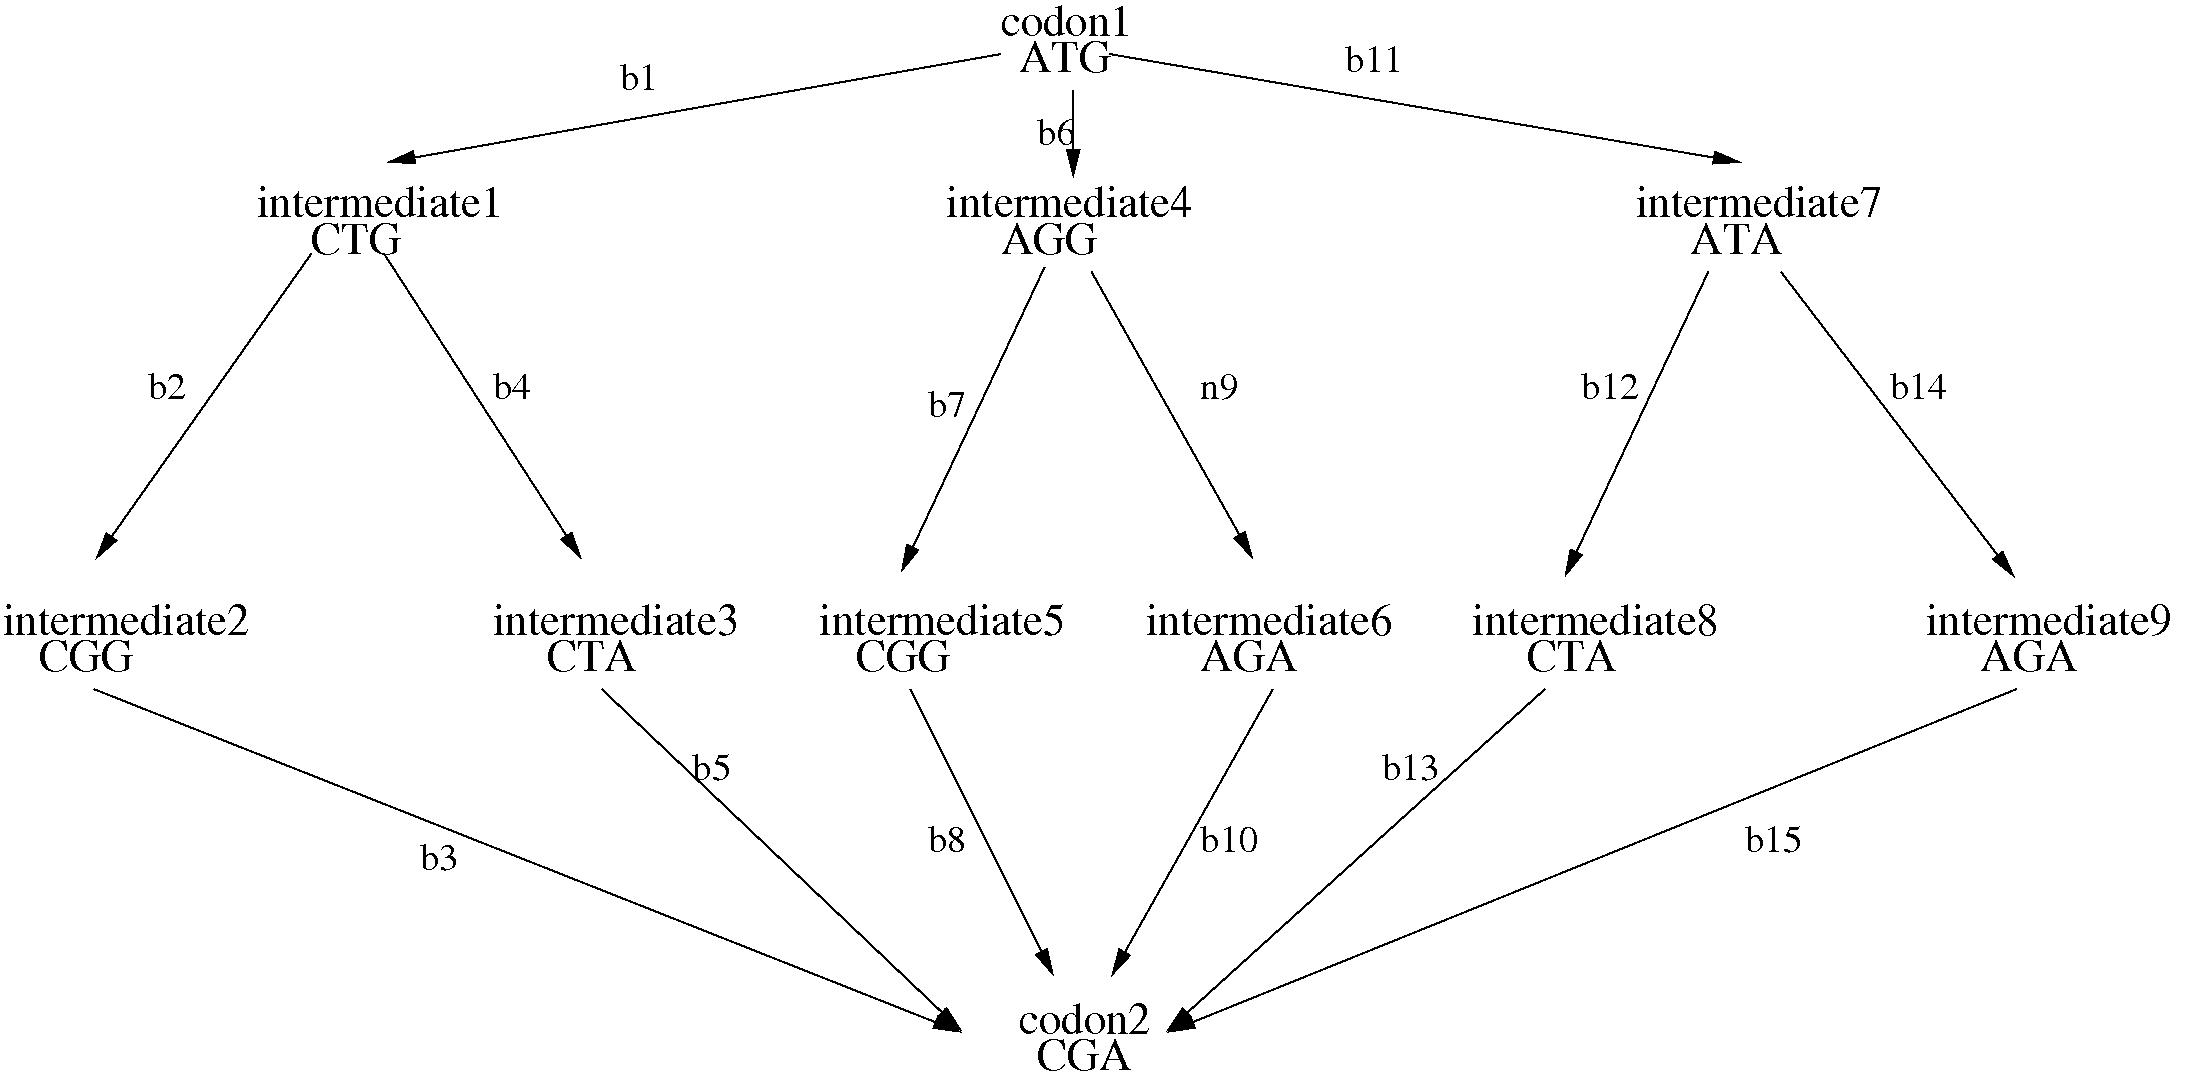 codon1
ATG
b1
b11
b6
intermediate1
CTG
intermediate4
AGG
intermediate7
ATA
b2
b4
b7
n9
b12
b14
intermediate2
CGG
intermediate3
CTA
intermediate5
CGG
intermediate6
AGA
intermediate8
CTA
intermediate9
AGA
b5
b13
b3
b8
b10
b15
codon2
CGA